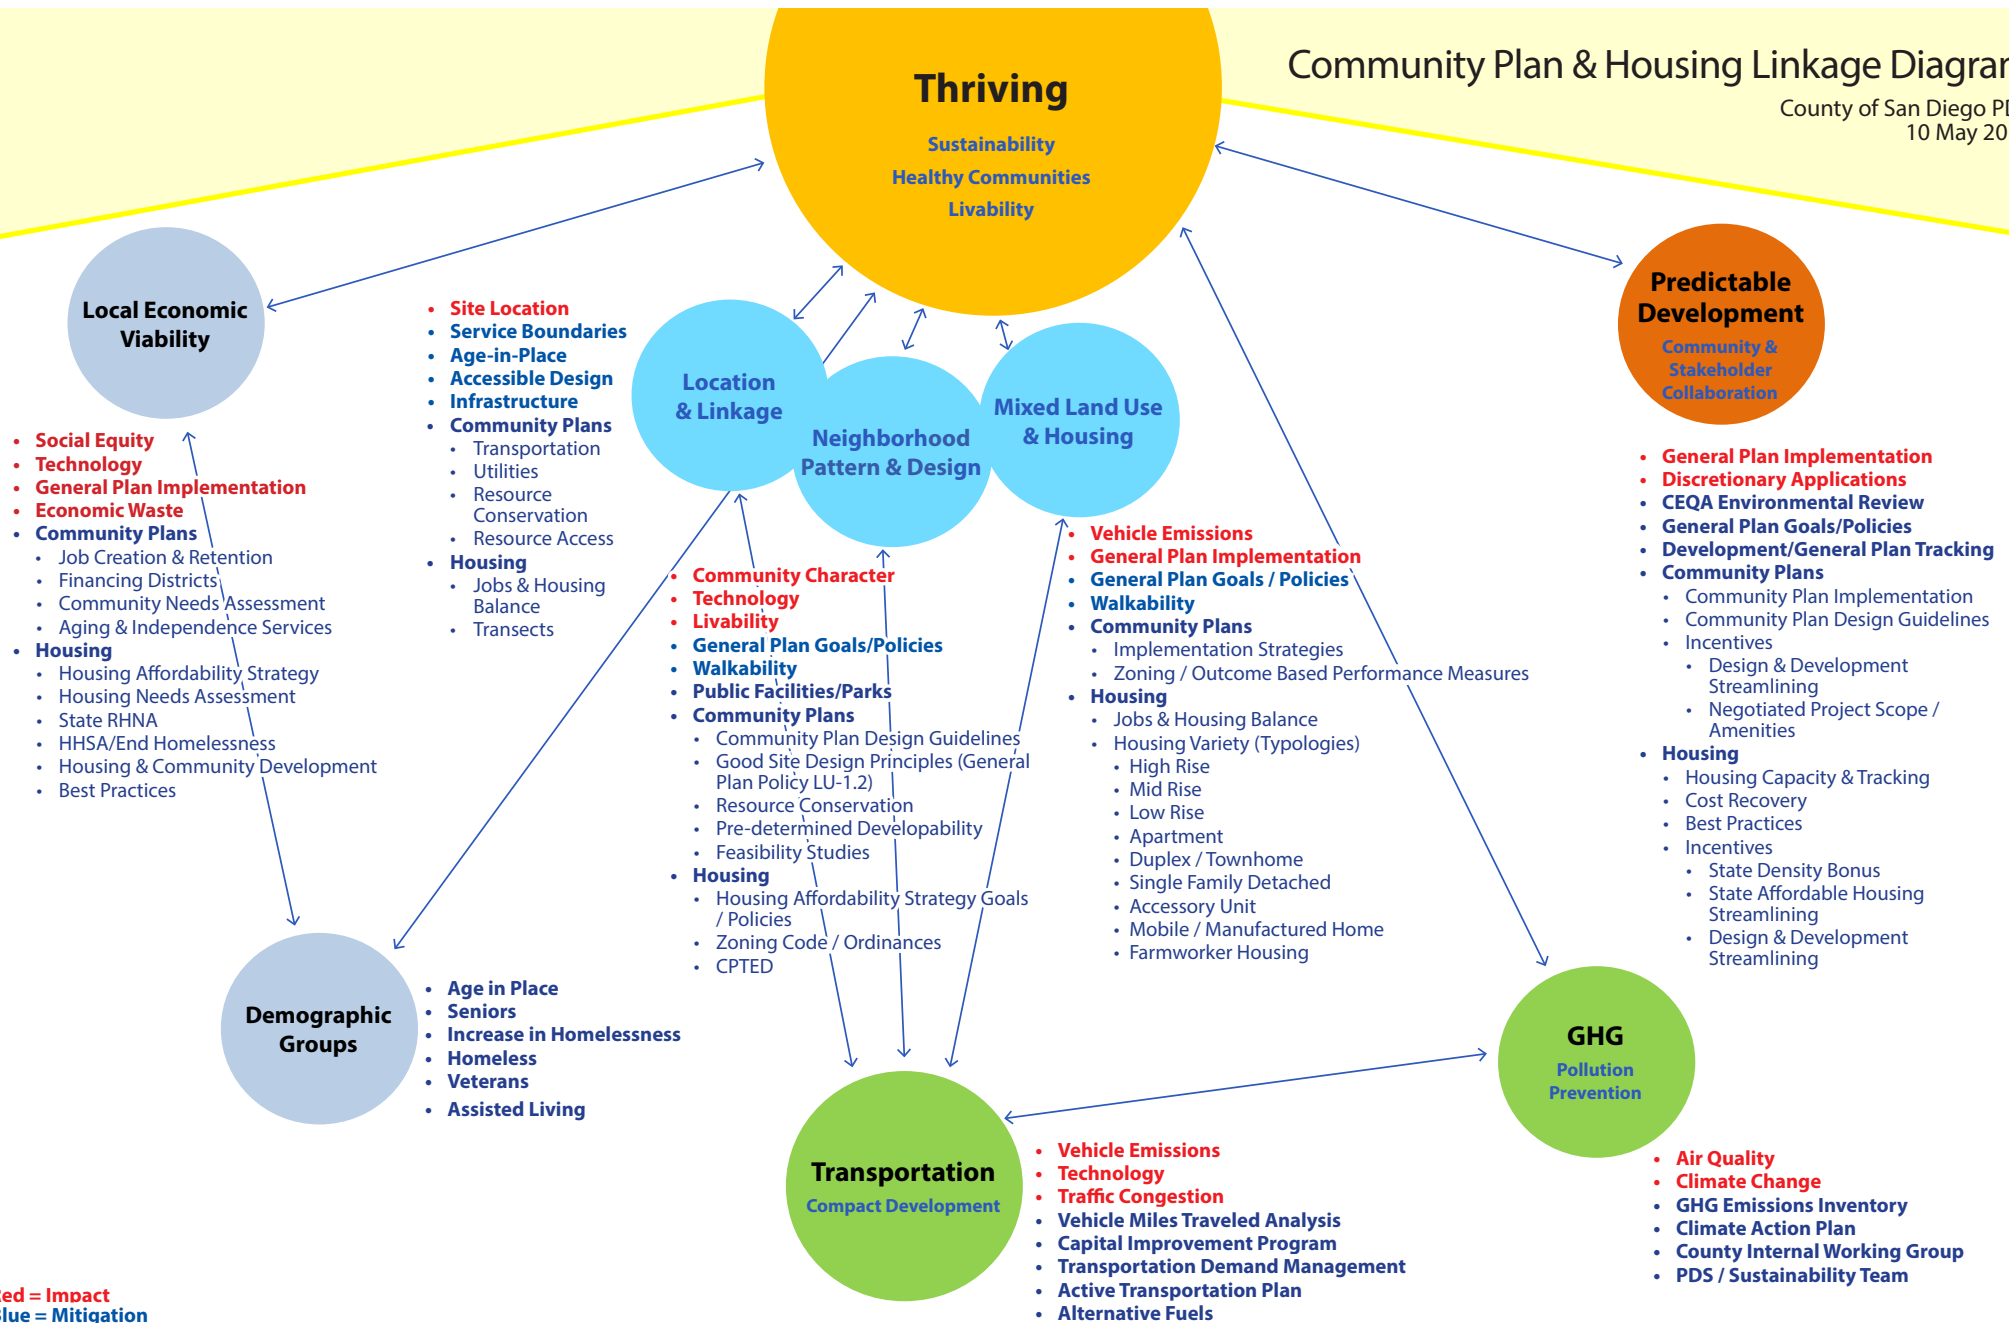 Community Plan & Housing Linkage Diagram
County of San Diego PD
10 May 20
Thriving
Sustainability
Healthy Communities
Livability
Local Economic
Viability
• Social Equity
• Technology
• General Plan Implementation
• Economic Waste
• Community Plans
• Job Creation & Retention
• Financing Districts
• Community Needs Assessment
• Aging & Independence Services
• Housing
• Housing Affordability Strategy
• Housing Needs Assessment
• State RHNA
• HHSA/End Homelessness
• Housing & Community Development
• Best Practices
• Site Location
• Service Boundaries
• Age-in-Place
• Accessible Design
• Infrastructure
• Community Plans
• Transportation
• Utilities
• Resource
Conservation
• Resource Access
• Housing
• Jobs & Housing
Balance
• Transects
Location
& Linkage
Neighborhood
Pattern & Design
Mixed Land Use
& Housing
• Community Character
• Technology
• Livability
• General Plan Goals/Policies
• Walkability
• Public Facilities/Parks
• Community Plans
• Community Plan Design Guidelines
• Good Site Design Principles (General
Plan Policy LU-1.2)
• Resource Conservation
• Pre-determined Developability
• Feasibility Studies
• Housing
• Housing Affordability Strategy Goals
/ Policies
• Zoning Code / Ordinances
• CPTED
• Vehicle Emissions
• General Plan Implementation
• General Plan Goals / Policies
• Walkability
• Community Plans
• Implementation Strategies
• Zoning / Outcome Based Performance Measures
• Housing
• Jobs & Housing Balance
• Housing Variety (Typologies)
• High Rise
• Mid Rise
• Low Rise
• Apartment
• Duplex / Townhome
• Single Family Detached
• Accessory Unit
• Mobile / Manufactured Home
• Farmworker Housing
Predictable
Development
Community &
Stakeholder
Collaboration
• General Plan Implementation
• Discretionary Applications
• CEQA Environmental Review
• General Plan Goals/Policies
• Development/General Plan Tracking
• Community Plans
• Community Plan Implementation
• Community Plan Design Guidelines
• Incentives
• Design & Development
Streamlining
• Negotiated Project Scope /
Amenities
• Housing
• Housing Capacity & Tracking
• Cost Recovery
• Best Practices
• Incentives
• State Density Bonus
• State Affordable Housing
Streamlining
• Design & Development
Streamlining
Demographic
Groups
• Age in Place
• Seniors
• Increase in Homelessness
• Homeless
• Veterans
• Assisted Living
Transportation
Compact Development
• Vehicle Emissions
• Technology
• Traffic Congestion
• Vehicle Miles Traveled Analysis
• Capital Improvement Program
• Transportation Demand Management
• Active Transportation Plan
• Alternative Fuels
GHG
Pollution
Prevention
• Air Quality
• Climate Change
• GHG Emissions Inventory
• Climate Action Plan
• County Internal Working Group
• PDS / Sustainability Team
Red = Impact
Blue = Mitigation